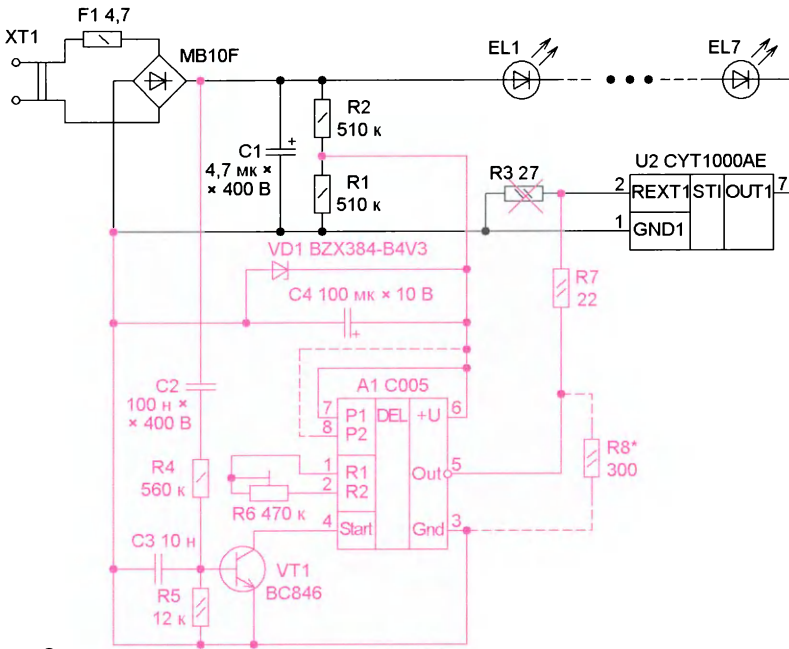 F1 4,7
XT1
MB10F
EL1
EL7
R2
510 к
C1
4,7 мк ×
× 400 В
+
R1
510 к
R3 27
U2 CYT1000AE
2 REXT1 STI OUT1 7
1 GND1
VD1 BZX384-B4V3
C4 100 мк × 10 В
+
R7
22
C2
100 н ×
× 400 В
A1 C005
7 P1 DEL +U 6
8 P2
R8*
300
R4
560 к
1 R1 Out 5
2 R2
R6 470 к
4 Start Gnd 3
C3 10 н
VT1
BC846
R5
12 к